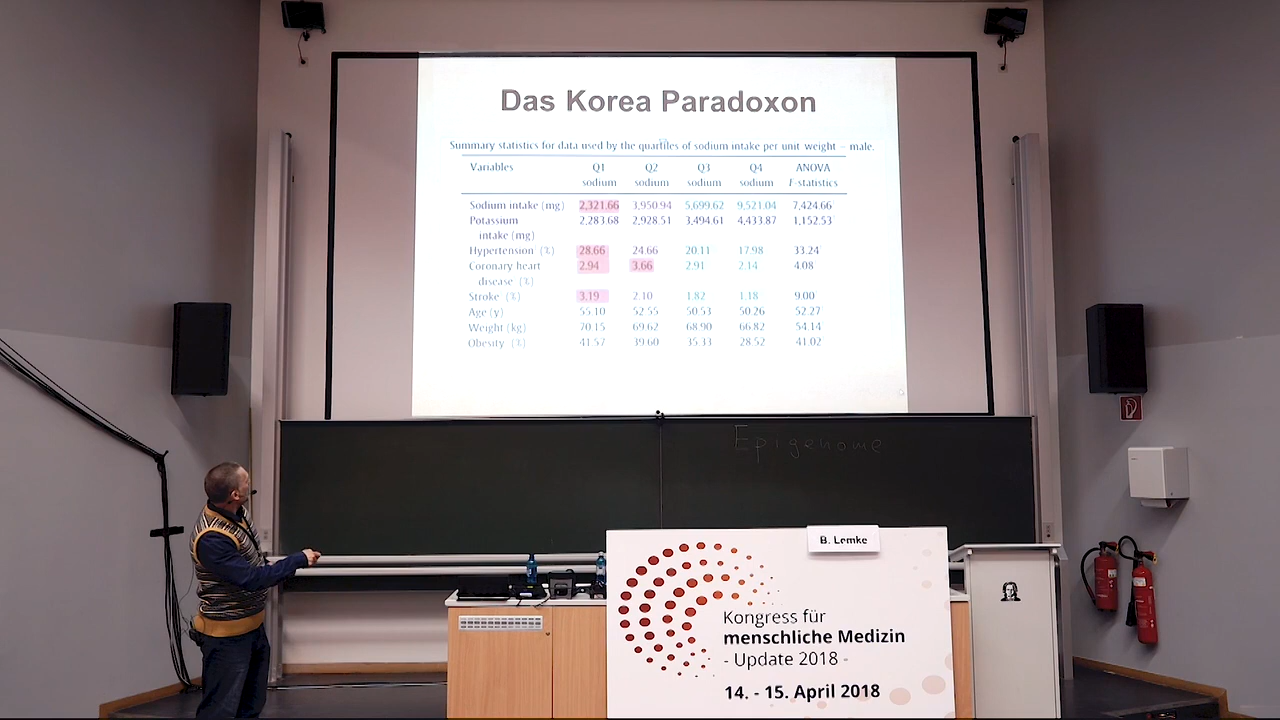 Das Korea Paradoxon
Summary statistics for data used by the quartiles of sodium intake per unit weight – male.
Variables Q1 Q2 Q3 Q4 ANOVA
sodium sodium sodium sodium F-statistics
Sodium intake (mg) 2,321.66 3,950.94 5,699.62 9,521.04 7,424.66
Potassium 2,283.68 2,928.51 3,494.61 4,433.87 1,152.53
intake (mg)
Hypertension (%) 28.66 24.66 20.11 17.98 33.24
Coronary heart 2.94 3.66 2.91 2.14 4.08
disease (%)
Stroke (%) 3.19 2.10 1.82 1.18 9.00
Age (y) 55.10 52.55 50.53 50.26 52.27
Weight (kg) 70.15 69.62 68.90 66.82 54.14
Obesity (%) 41.57 39.60 35.33 28.52 41.02
Epigenome
B. Lemke
Kongress für
menschliche Medizin
- Update 2018 -
14. - 15. April 2018